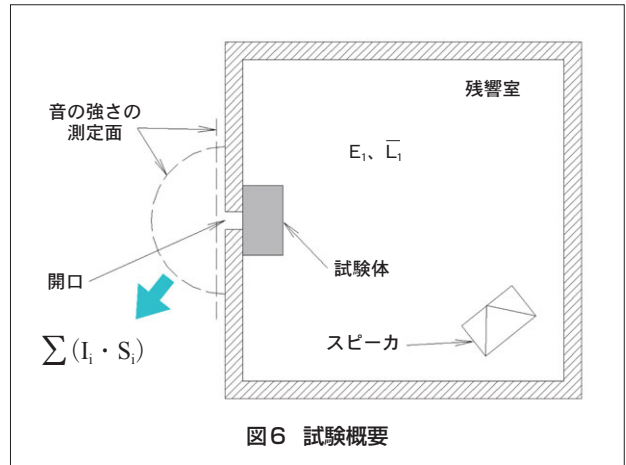 音の強さの
測定面
残響室
E₁、L̅₁
開口
試験体
スピーカ
∑(Iᵢ・Sᵢ)
図6 試験概要